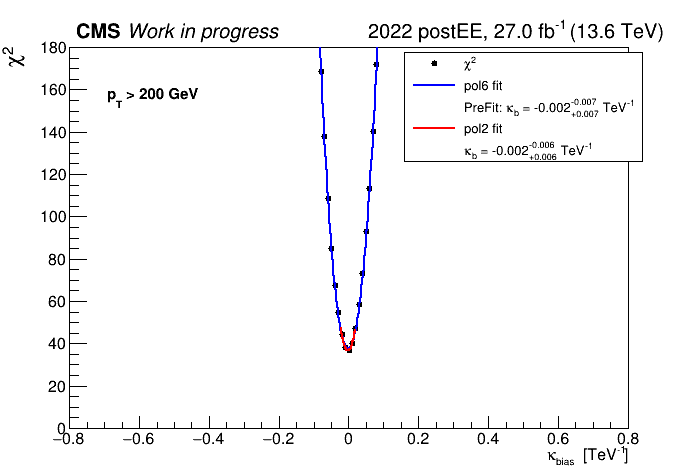 CMS Work in progress 2022 postEE, 27.0 fb⁻¹ (13.6 TeV)
χ²
180
160
140
120
100
80
60
40
20
0
p_T > 200 GeV
χ²
pol6 fit
PreFit: κ_b = -0.002 -0.007 +0.007 TeV⁻¹
pol2 fit
κ_b = -0.002 -0.006 +0.006 TeV⁻¹
−0.8 −0.6 −0.4 −0.2 0 0.2 0.4 0.6 0.8
κ_bias [TeV⁻¹]